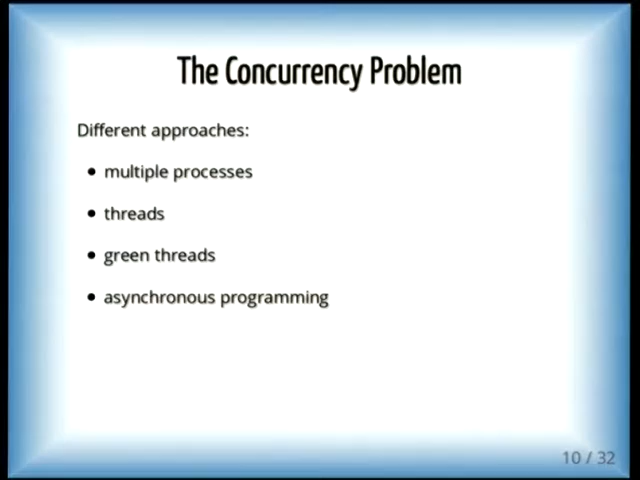 The Concurrency Problem
Different approaches:
• multiple processes
• threads
• green threads
• asynchronous programming
10 / 32